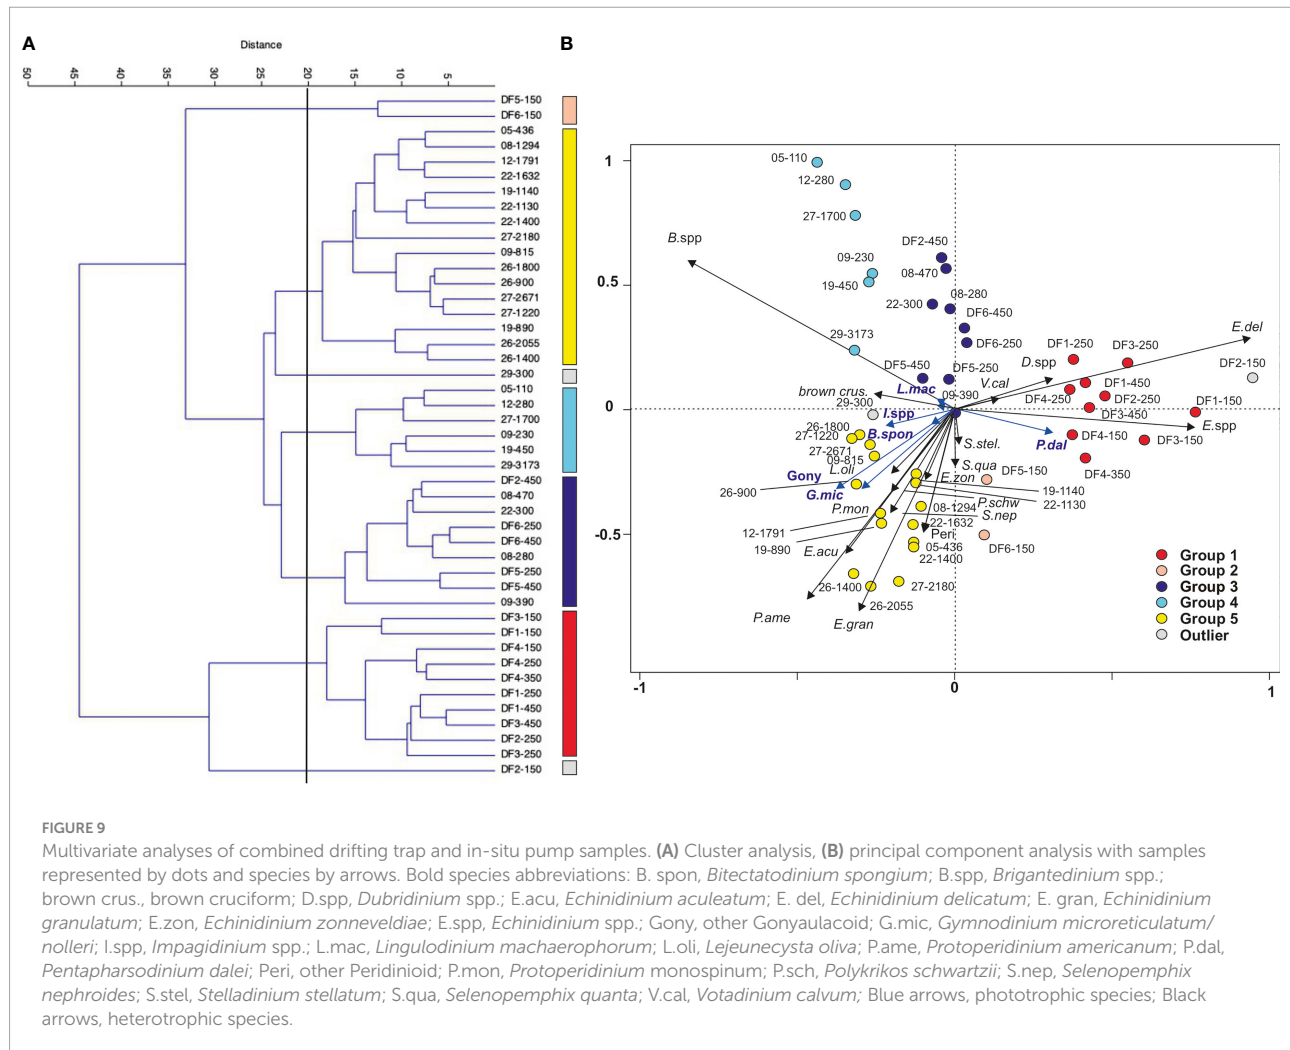 A
Distance
B
50 45 40 35 30 25 20 15 10 5
DF5-150
DF6-150
05-436
08-1294
12-1791
22-1632
19-1140
22-1130
22-1400
27-2180
09-815
26-1800
26-900
27-2671
27-1220
19-890
26-2055
26-1400
29-300
05-110
12-280
27-1700
09-230
19-450
29-3173
DF2-450
08-470
22-300
DF6-250
DF6-450
08-280
DF5-250
DF5-450
09-390
DF3-150
DF1-150
DF4-150
DF4-250
DF4-350
DF1-250
DF1-450
DF3-450
DF2-250
DF3-250
DF2-150
1
0.5
0
-0.5
-1 0 1
05-110
12-280
27-1700
B.spp
DF2-450
09-230
08-470
19-450
08-280
22-300
DF6-450
29-3173
DF6-250
DF1-250
DF3-250
E.del
DF5-450
DF5-250
D.spp
DF2-150
brown crus.
L.mac
V.cal
DF1-450
09-390
DF4-250
DF2-250
DF1-150
29-300
I.spp
DF3-450
E.spp
26-1800
B.spon
P.dal
DF4-150
DF3-150
27-1220
S.stel.
27-2671
09-815
S.qua
DF4-350
L.oli
E.zon
DF5-150
Gony
19-1140
26-900
G.mic
P.schw
22-1130
P.mon
08-1294
S.nep
12-1791
22-1632
Peri
19-890
E.acu
05-436
DF6-150
22-1400
26-1400
27-2180
26-2055
P.ame
E.gran
Group 1
Group 2
Group 3
Group 4
Group 5
Outlier
FIGURE 9
Multivariate analyses of combined drifting trap and in-situ pump samples. (A) Cluster analysis, (B) principal component analysis with samples
represented by dots and species by arrows. Bold species abbreviations: B. spon, Bitectatodinium spongium; B.spp, Brigantedinium spp.;
brown crus., brown cruciform; D.spp, Dubridinium spp.; E.acu, Echinidinium aculeatum; E. del, Echinidinium delicatum; E. gran, Echinidinium
granulatum; E.zon, Echinidinium zonneveldiae; E.spp, Echinidinium spp.; Gony, other Gonyaulacoid; G.mic, Gymnodinium microreticulatum/
nolleri; I.spp, Impagidinium spp.; L.mac, Lingulodinium machaerophorum; L.oli, Lejeunecysta oliva; P.ame, Protoperidinium americanum; P.dal,
Pentapharsodinium dalei; Peri, other Peridinioid; P.mon, Protoperidinium monospinum; P.sch, Polykrikos schwartzii; S.nep, Selenopemphix
nephroides; S.stel, Stelladinium stellatum; S.qua, Selenopemphix quanta; V.cal, Votadinium calvum; Blue arrows, phototrophic species; Black
arrows, heterotrophic species.